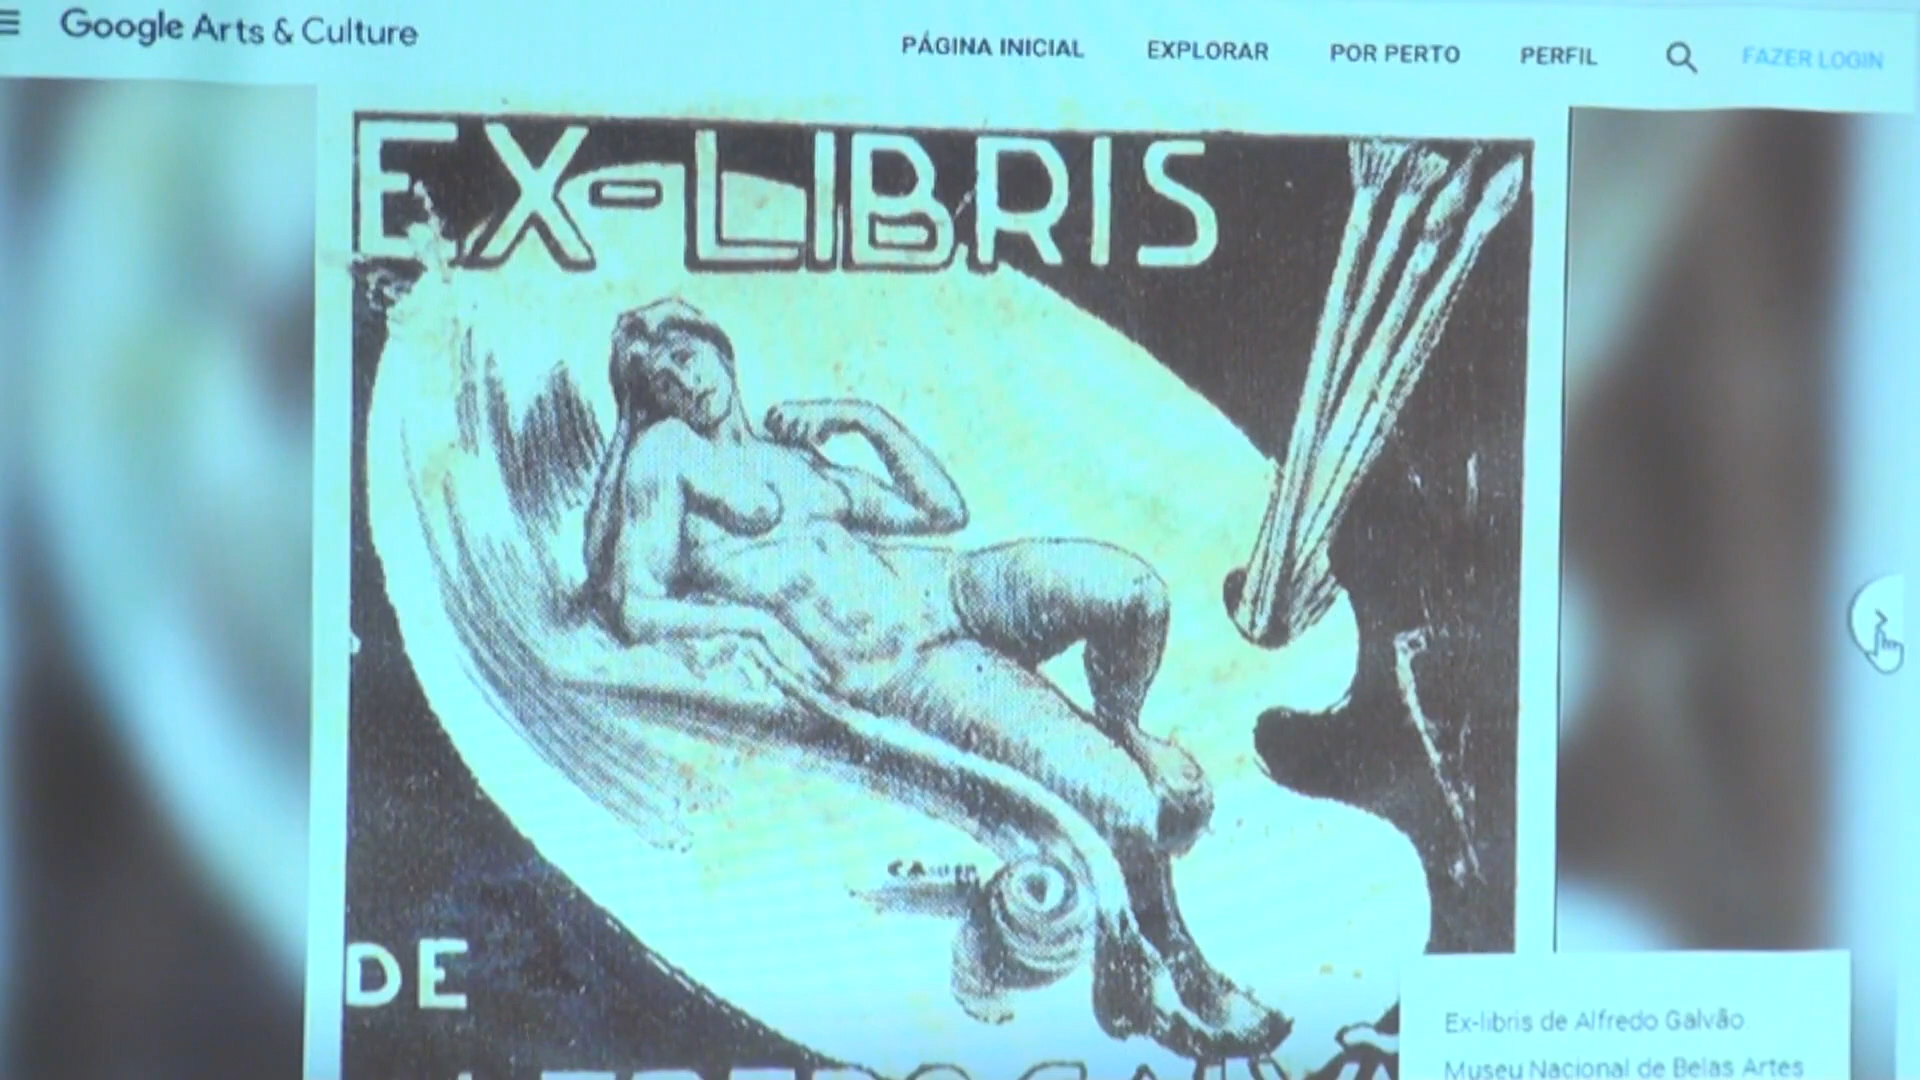 Google Arts & Culture
PÁGINA INICIAL EXPLORAR POR PERTO PERFIL FAZER LOGIN
EX-LIBRIS
DE
Ex-libris de Alfredo Galvão
Museu Nacional de Belas Artes